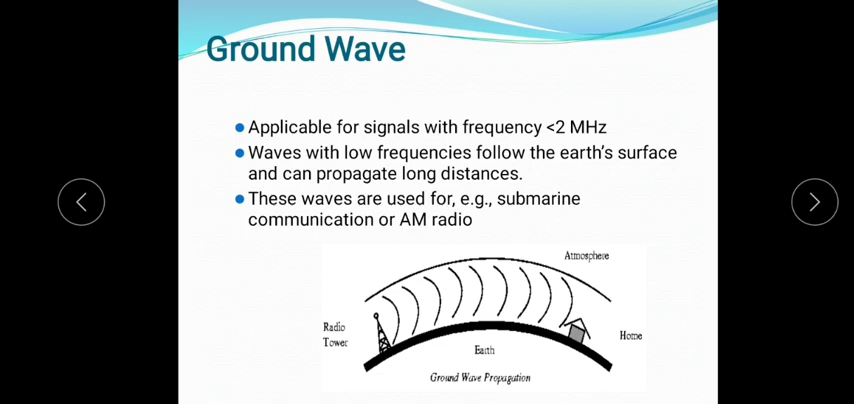 Ground Wave
Applicable for signals with frequency <2 MHz
Waves with low frequencies follow the earth's surface
and can propagate long distances.
These waves are used for, e.g., submarine
communication or AM radio
Atmosphere
Radio
Tower
Home
Earth
Ground Wave Propagation